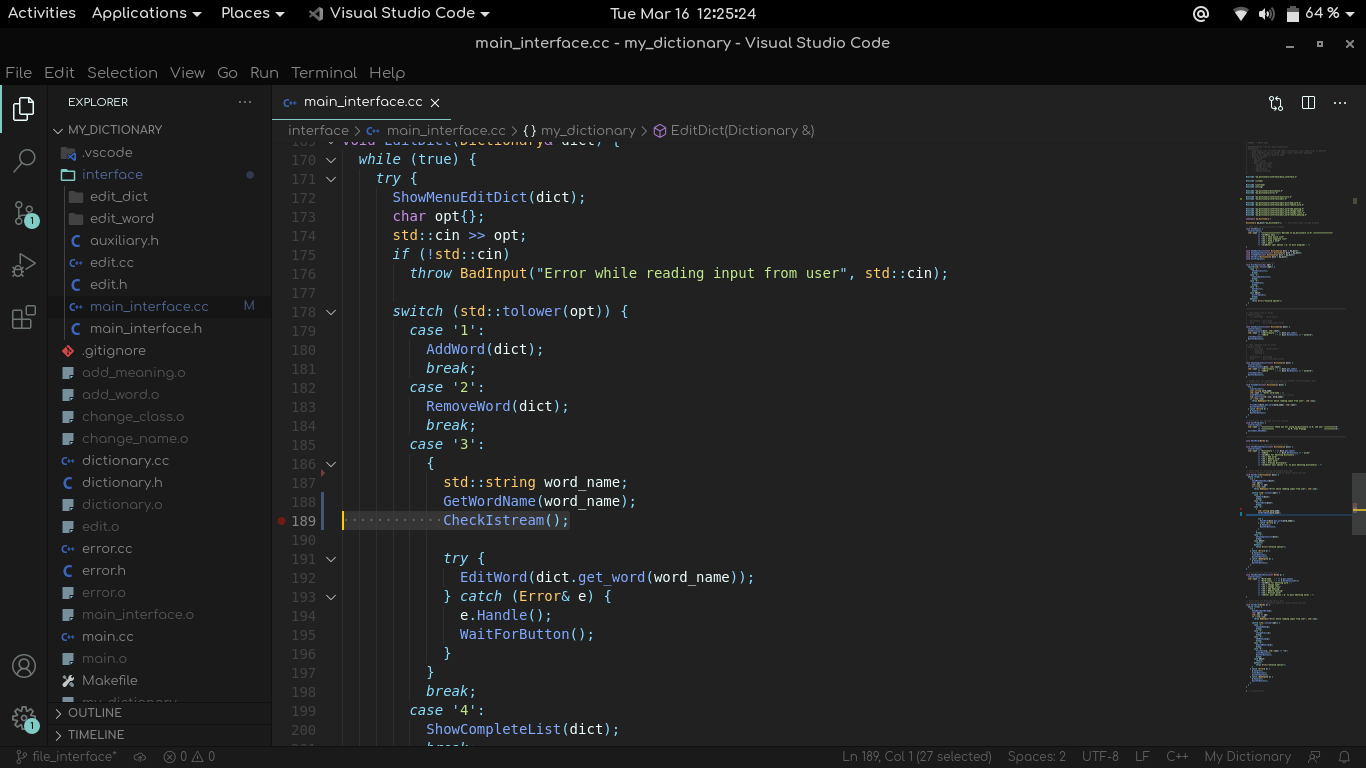 Activities Applications Places Visual Studio Code Tue Mar 16 12:25:24 64 %
main_interface.cc - my_dictionary - Visual Studio Code
File Edit Selection View Go Run Terminal Help
EXPLORER
MY_DICTIONARY
.vscode
interface
edit_dict
edit_word
auxiliary.h
edit.cc
edit.h
main_interface.cc M
main_interface.h
.gitignore
add_meaning.o
add_word.o
change_class.o
change_name.o
dictionary.cc
dictionary.h
dictionary.o
edit.o
error.cc
error.h
error.o
main_interface.o
main.cc
main.o
Makefile
my_dictionary
OUTLINE
TIMELINE
1
1
main_interface.cc
interface > main_interface.cc > {} my_dictionary > EditDict(Dictionary &)
169 void EditDict(Dictionary& dict) {
170 while (true) {
171 try {
172 ShowMenuEditDict(dict);
173 char opt{};
174 std::cin >> opt;
175 if (!std::cin)
176 throw BadInput("Error while reading input from user", std::cin);
177
178 switch (std::tolower(opt)) {
179 case '1':
180 AddWord(dict);
181 break;
182 case '2':
183 RemoveWord(dict);
184 break;
185 case '3':
186 {
187 std::string word_name;
188 GetWordName(word_name);
189 CheckIstream();
190
191 try {
192 EditWord(dict.get_word(word_name));
193 } catch (Error& e) {
194 e.Handle();
195 WaitForButton();
196 }
197 }
198 break;
199 case '4':
200 ShowCompleteList(dict);
201 break;
file_interface* 0 0 Ln 189, Col 1 (27 selected) Spaces: 2 UTF-8 LF C++ My Dictionary